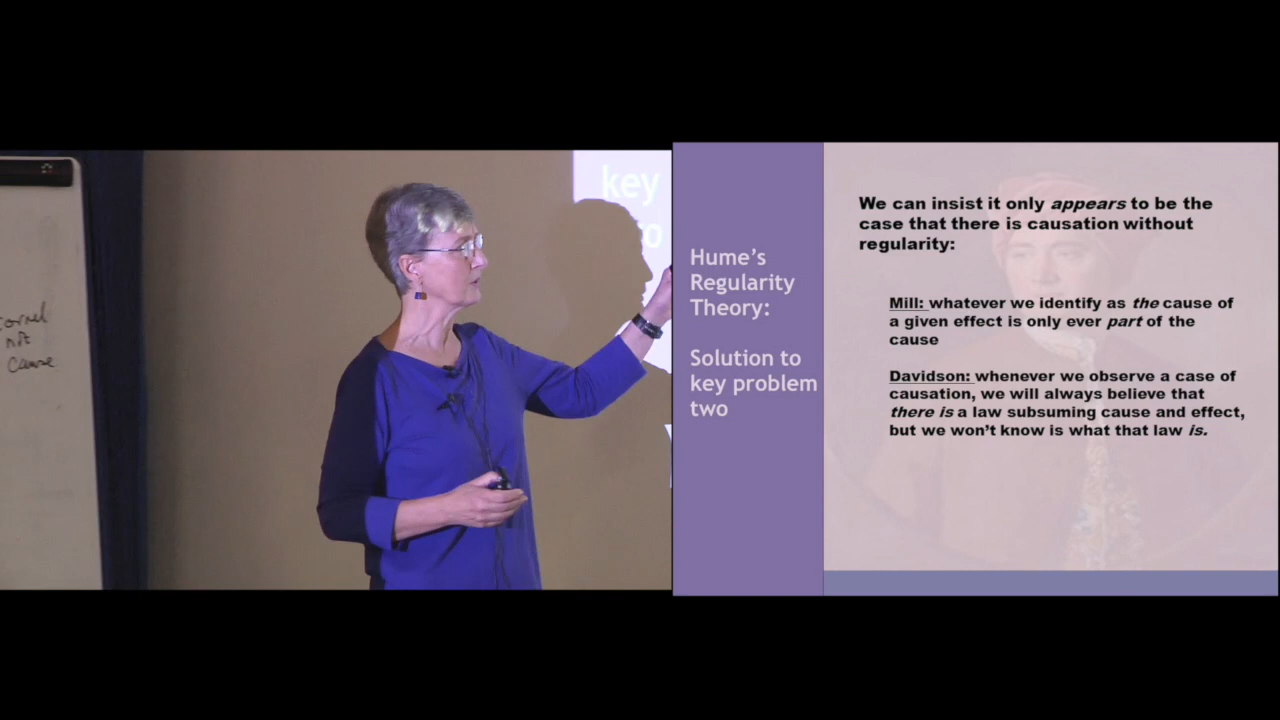 not
cause
key
to
Hume's
Regularity
Theory:
Solution to
key problem
two
We can insist it only appears to be the
case that there is causation without
regularity:
Mill: whatever we identify as the cause of
a given effect is only ever part of the
cause
Davidson: whenever we observe a case of
causation, we will always believe that
there is a law subsuming cause and effect,
but we won't know is what that law is.